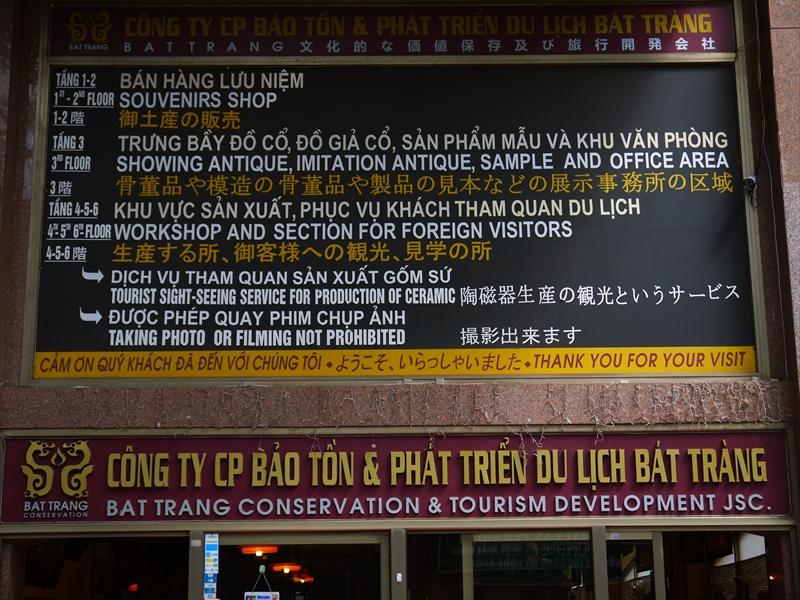 CÔNG TY CP BẢO TỒN & PHÁT TRIỂN DU LỊCH BÁT TRÀNG
BAT TRANG
BATTRANG文化的な価値保存及び旅行開発会社
TẦNG 1-2 BÁN HÀNG LƯU NIỆM
1ST - 2ND FLOOR SOUVENIRS SHOP
1-2 階 御土産の販売
TẦNG 3 TRƯNG BẦY ĐỒ CỔ, ĐỒ GIẢ CỔ, SẢN PHẨM MẪU VÀ KHU VĂN PHÒNG
3RD FLOOR SHOWING ANTIQUE, IMITATION ANTIQUE, SAMPLE AND OFFICE AREA
3 階 骨董品や模造の骨董品や製品の見本などの展示事務所の区域
TẦNG 4-5-6 KHU VỰC SẢN XUẤT, PHỤC VỤ KHÁCH THAM QUAN DU LỊCH
4TH 5TH 6TH FLOOR WORKSHOP AND SECTION FOR FOREIGN VISITORS
4-5-6 階 生産する所、御客様への観光、見学の所
DỊCH VỤ THAM QUAN SẢN XUẤT GỐM SỨ
TOURIST SIGHT-SEEING SERVICE FOR PRODUCTION OF CERAMIC 陶磁器生産の観光というサービス
ĐƯỢC PHÉP QUAY PHIM CHỤP ẢNH
TAKING PHOTO OR FILMING NOT PROHIBITED 撮影出来ます
CẢM ƠN QUÝ KHÁCH ĐÃ ĐẾN VỚI CHÚNG TÔI ⬥ ようこそ、いらっしゃいました ⬥ THANK YOU FOR YOUR VISIT
CÔNG TY CP BẢO TỒN & PHÁT TRIỂN DU LỊCH BÁT TRÀNG
BAT TRANG
CONSERVATION
BAT TRANG CONSERVATION & TOURISM DEVELOPMENT JSC.